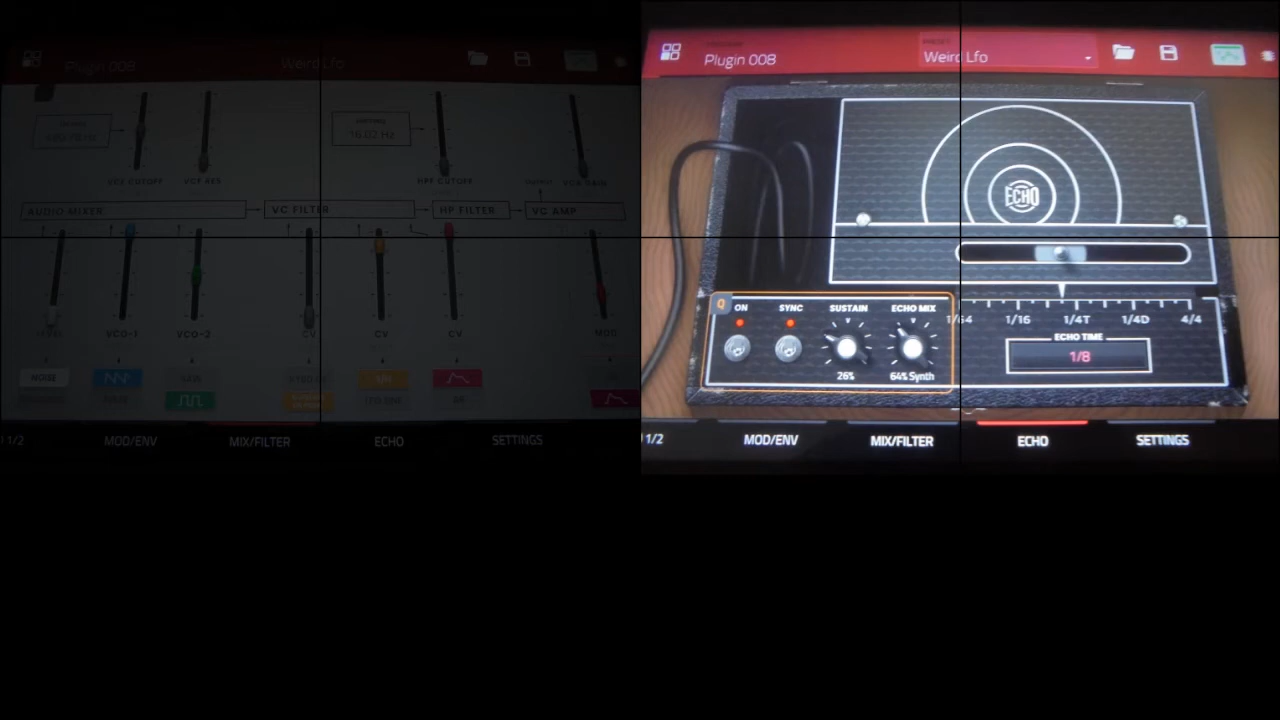 Plugin 008
Weird Lfo
VCF CUTOFF
VCF RES
HPF CUTOFF
VCA GAIN
AUDIO MIXER
VC FILTER
HP FILTER
VC AMP
LEVEL
VCO-1
VCO-2
CV
CV
CV
MOD
NOISE
1/2
MOD/ENV
MIX/FILTER
ECHO
SETTINGS
Plugin 008
Weird Lfo
ECHO
ON
SYNC
SUSTAIN
ECHO MIX
26%
64% Synth
1/64
1/16
1/4T
1/4D
4/4
ECHO TIME
1/8
1/2
MOD/ENV
MIX/FILTER
ECHO
SETTINGS